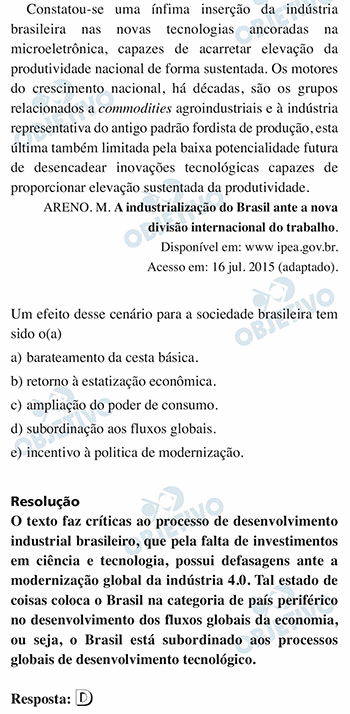 Constatou-se uma ínfima inserção da indústria
brasileira nas novas tecnologias ancoradas na
microeletrônica, capazes de acarretar elevação da
produtividade nacional de forma sustentada. Os motores
do crescimento nacional, há décadas, são os grupos
relacionados a commodities agroindustriais e à indústria
representativa do antigo padrão fordista de produção, esta
última também limitada pela baixa potencialidade futura
de desencadear inovações tecnológicas capazes de
proporcionar elevação sustentada da produtividade.
ARENO. M. A industrialização do Brasil ante a nova
divisão internacional do trabalho.
Disponível em: www ipea.gov.br.
Acesso em: 16 jul. 2015 (adaptado).
Um efeito desse cenário para a sociedade brasileira tem
sido o(a)
a) barateamento da cesta básica.
b) retorno à estatização econômica.
c) ampliação do poder de consumo.
d) subordinação aos fluxos globais.
e) incentivo à politica de modernização.
Resolução
O texto faz críticas ao processo de desenvolvimento
industrial brasileiro, que pela falta de investimentos
em ciência e tecnologia, possui defasagens ante a
modernização global da indústria 4.0. Tal estado de
coisas coloca o Brasil na categoria de país periférico
no desenvolvimento dos fluxos globais da economia,
ou seja, o Brasil está subordinado aos processos
globais de desenvolvimento tecnológico.
Resposta: D
OBJETIVO
OBJETIVO
OBJETIVO
OBJETIVO
OBJETIVO
OBJETIVO
OBJETIVO
OBJETIVO